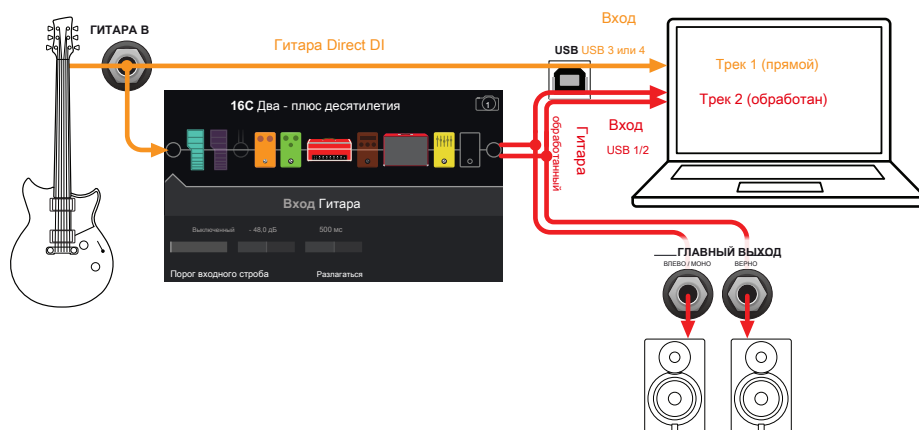 Вход
ГИТАРА В
Гитара Direct DI
USB USB 3 или 4
Трек 1 (прямой)
16C Два - плюс десятилетия
1
Трек 2 (обработан)
Гитара
обработанный
Вход
USB 1/2
Вход Гитара
Выключенный
- 48,0 дБ
500 мс
Порог входного строба
Разлагаться
ГЛАВНЫЙ ВЫХОД
ВЛЕВО / МОНО
ВЕРНО